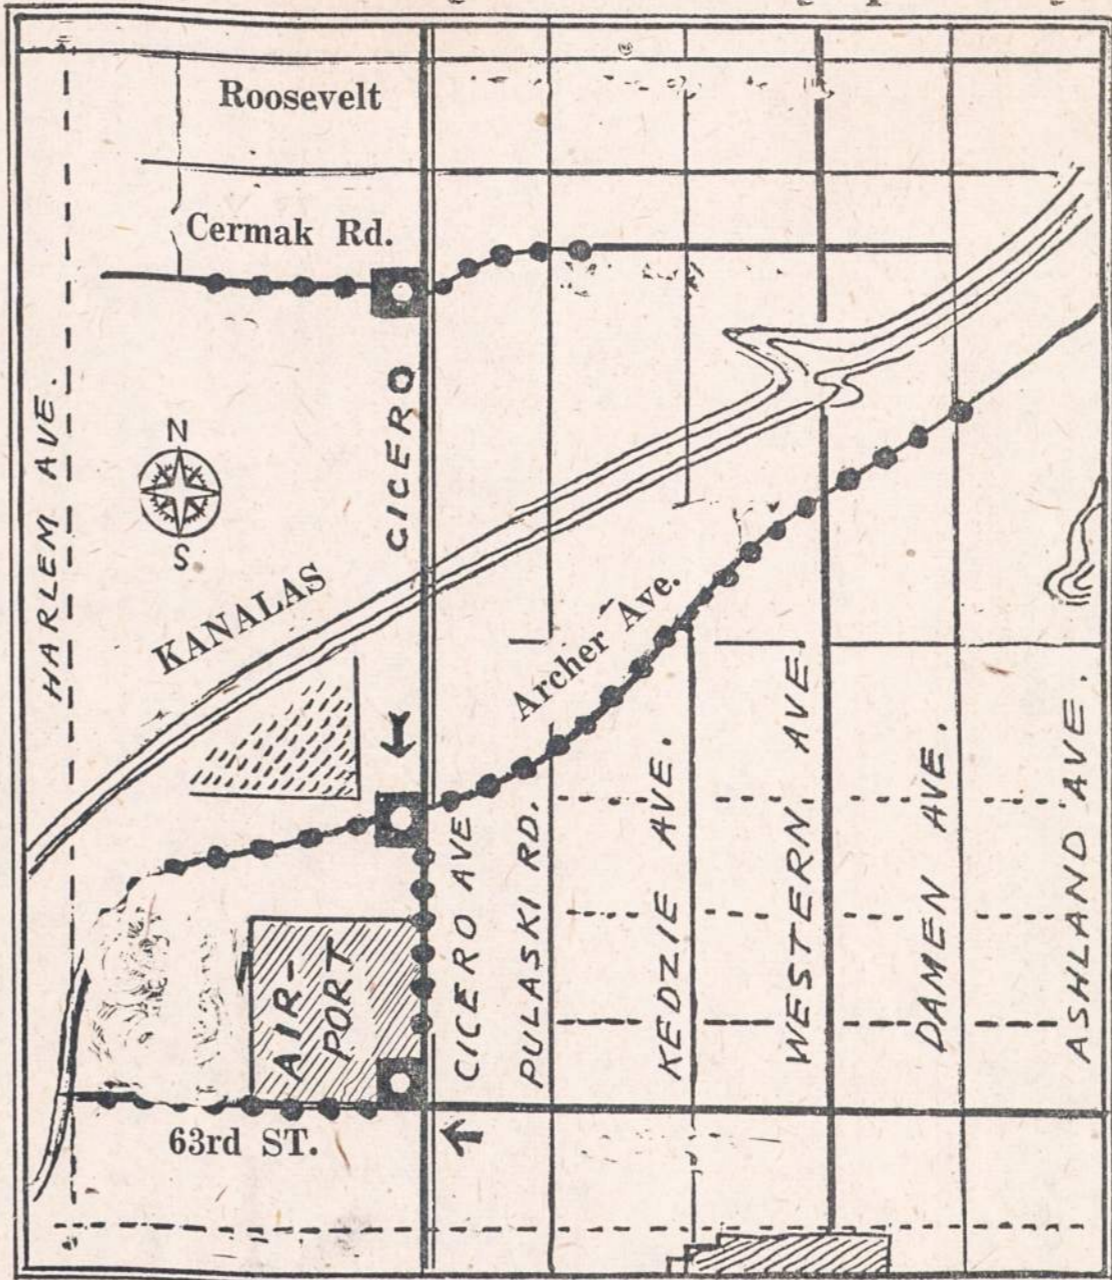 Roosevelt
Cermak Rd.
CICERO
HARLEM AVE.
N
S
KANALAS
Archer Ave.
AIR-
PORT
CICERO AVE
PULASKI RD.
KEDZIE AVE.
WESTERN AVE.
DAMEN AVE.
ASHLAND AVE.
63rd ST.